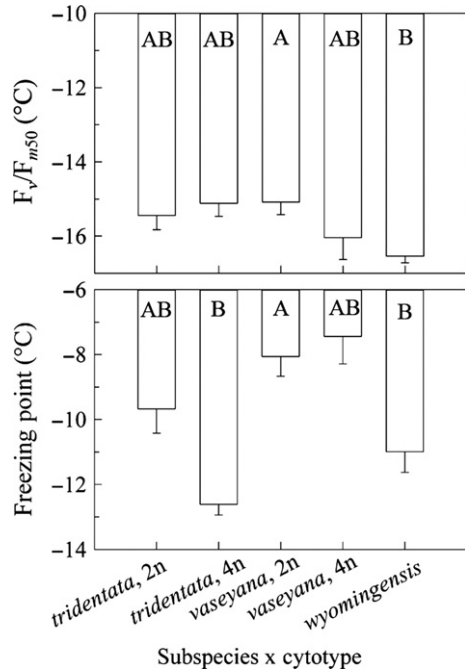 −10
AB AB A AB B
−12
−14
−16
Fv/Fm50 (°C)
−6
AB B A AB B
−8
−10
−12
−14
Freezing point (°C)
tridentata, 2n
tridentata, 4n
vaseyana, 2n
vaseyana, 4n
wyomingensis
Subspecies x cytotype